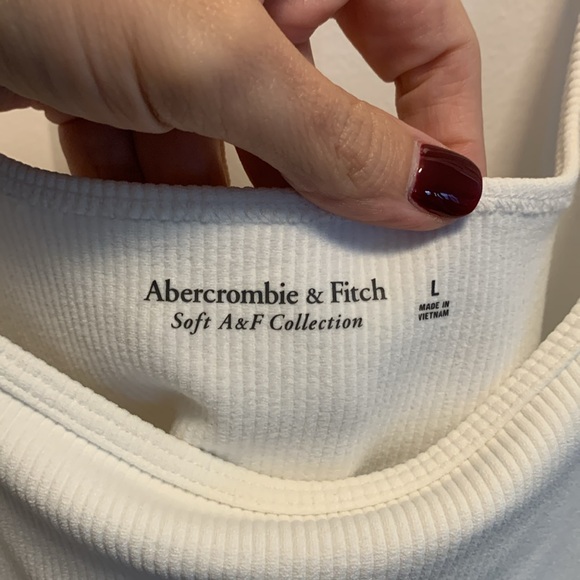 Abercrombie & Fitch
Soft A&F Collection
L
MADE IN
VIETNAM